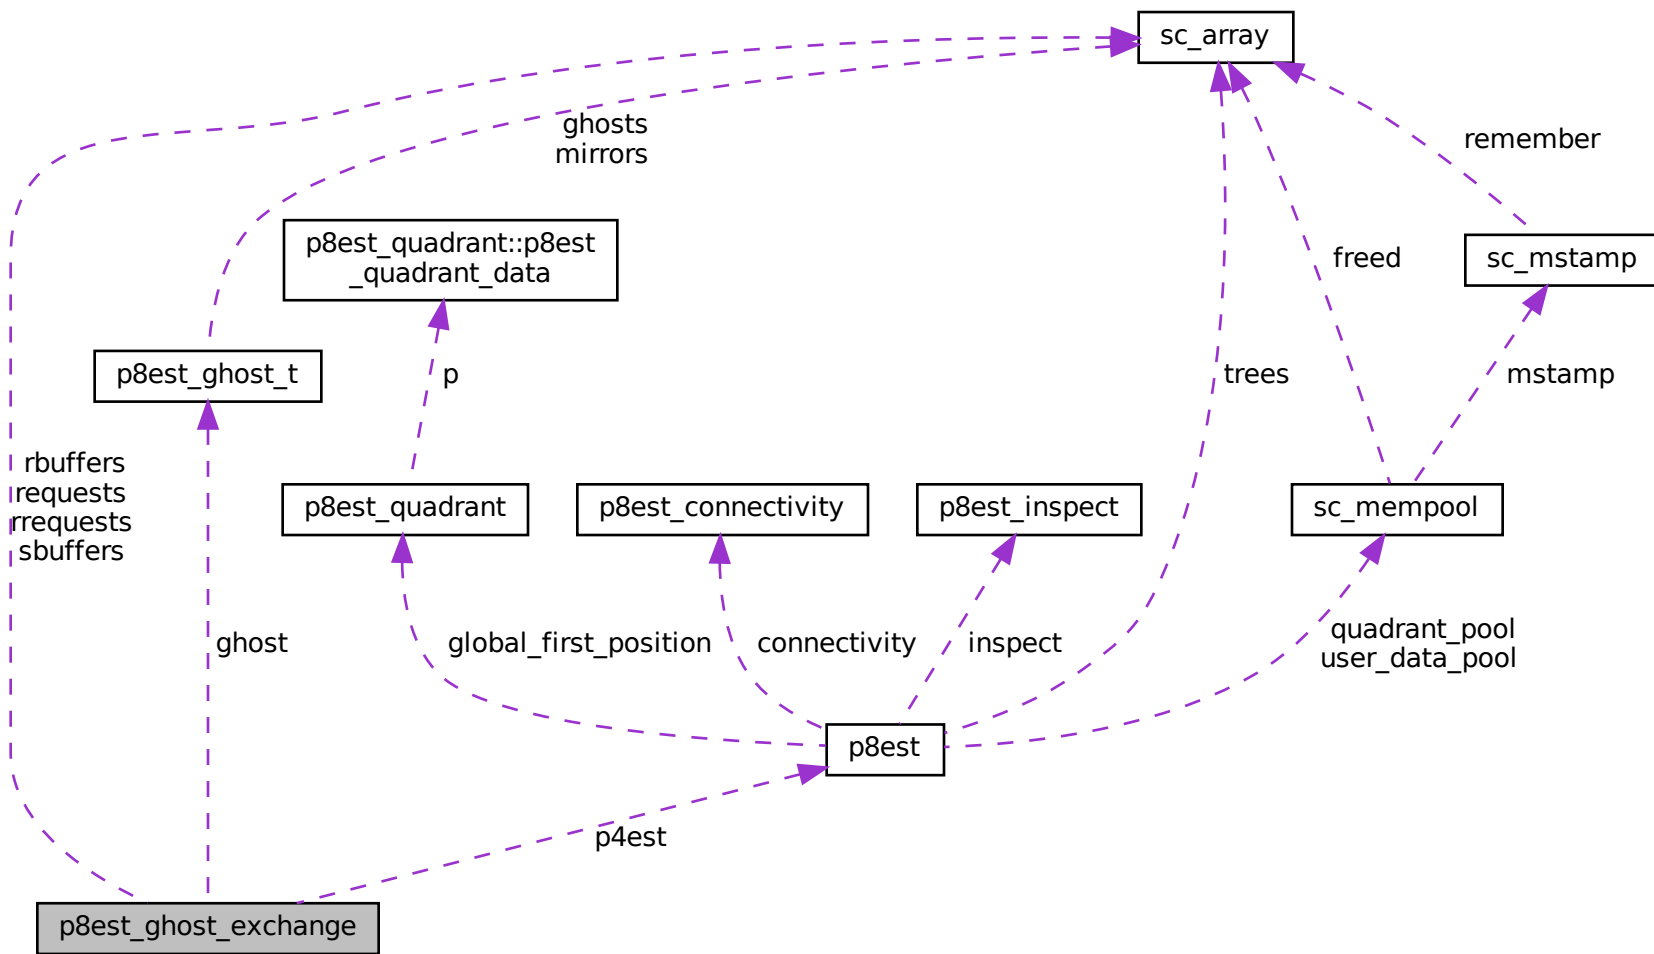 sc_array
ghosts
mirrors
remember
p8est_quadrant::p8est
_quadrant_data
freed
sc_mstamp
p8est_ghost_t
p
trees
mstamp
rbuffers
requests
rrequests
sbuffers
p8est_quadrant
p8est_connectivity
p8est_inspect
sc_mempool
ghost
global_first_position
connectivity
inspect
quadrant_pool
user_data_pool
p8est
p4est
p8est_ghost_exchange